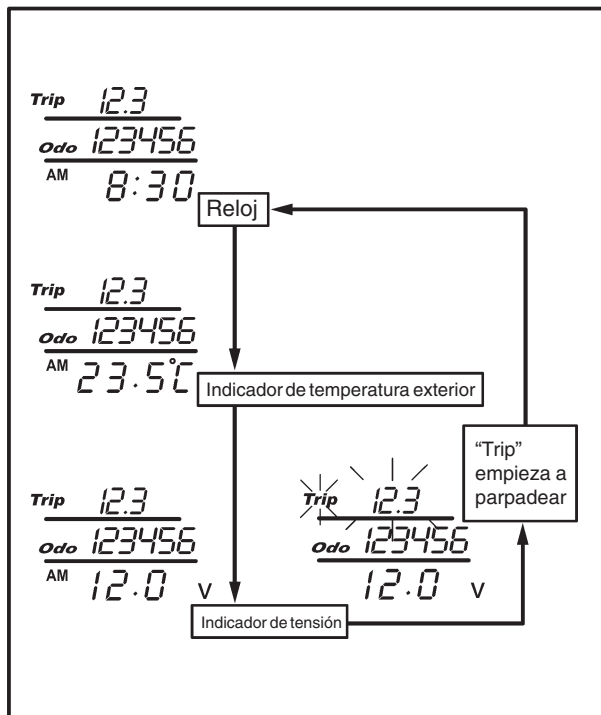 Trip 12.3
Odo 123456
AM 8:30
Reloj
Trip 12.3
Odo 123456
AM 23.5°C
Indicador de temperatura exterior
Trip 12.3
Odo 123456
AM 12.0 V
Indicador de tensión
Trip 12.3
Odo 123456
12.0 V
“Trip”
empieza a
parpadear